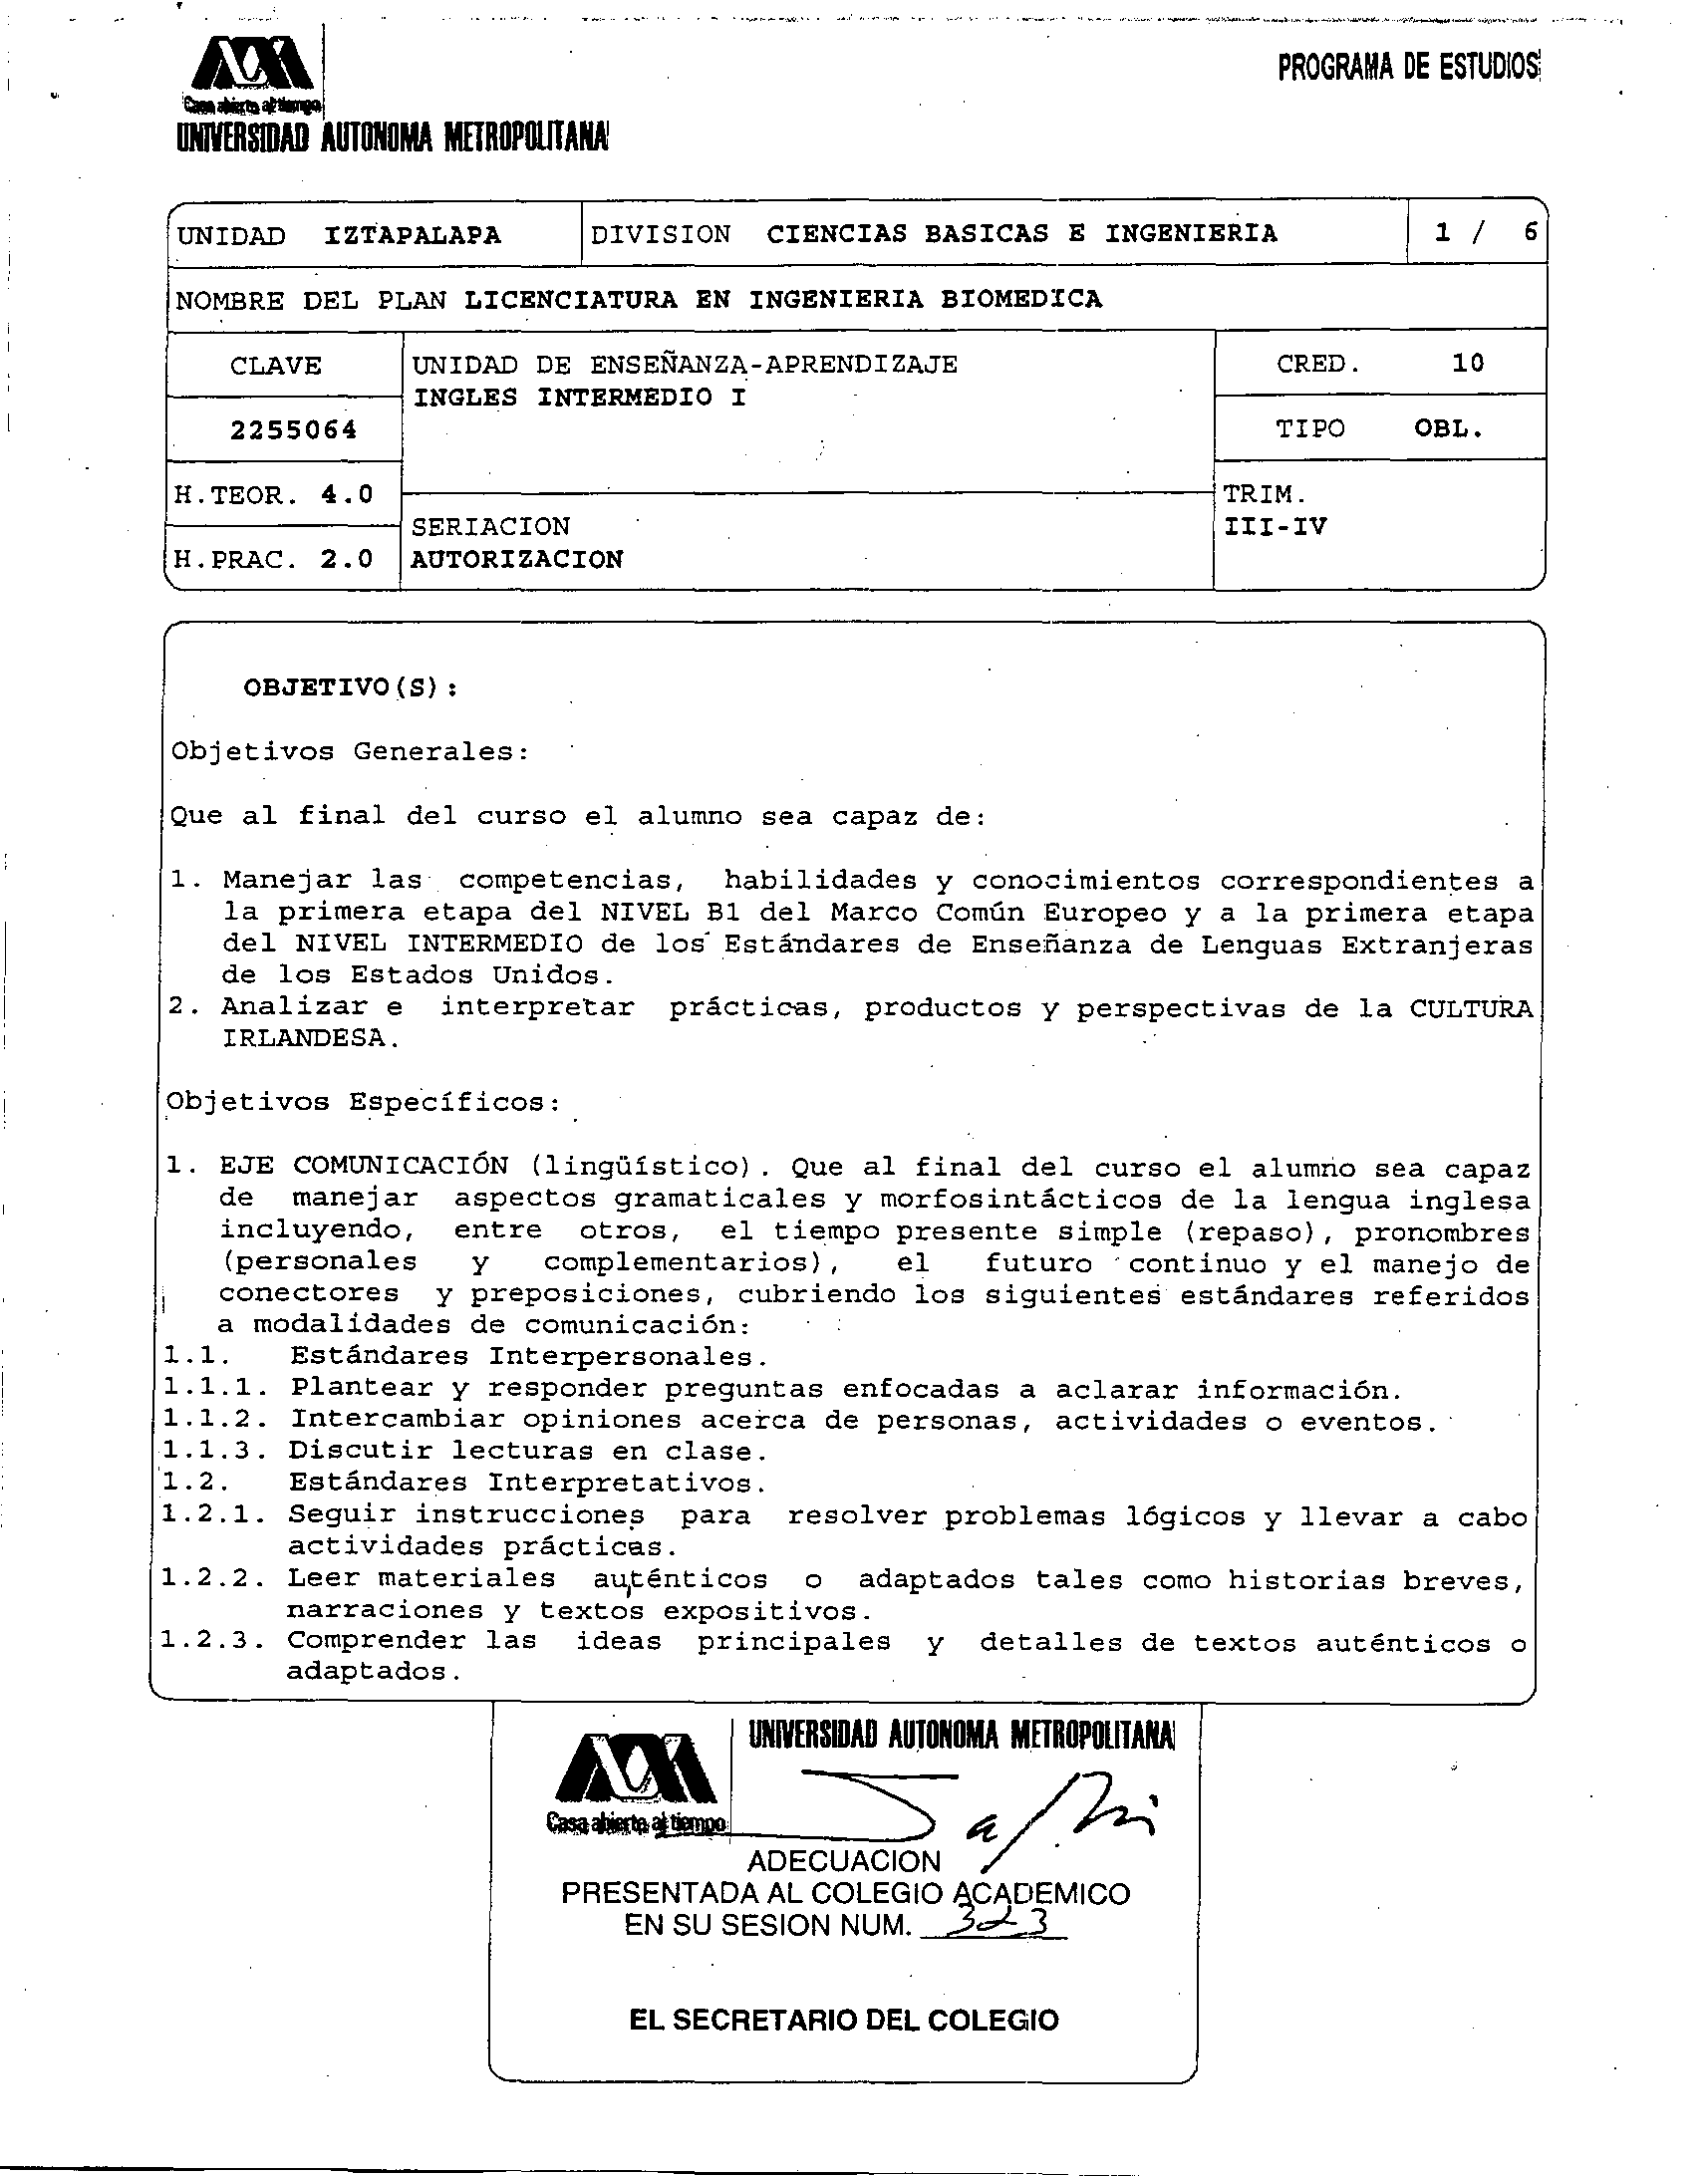 Casa abierta al tiempo
PROGRAMA DE ESTUDIOS
UNIVERSIDAD AUTONOMA METROPOLITANA
UNIDAD IZTAPALAPA DIVISION CIENCIAS BASICAS E INGENIERIA 1 / 6
NOMBRE DEL PLAN LICENCIATURA EN INGENIERIA BIOMEDICA
CLAVE UNIDAD DE ENSEÑANZA-APRENDIZAJE CRED. 10
INGLES INTERMEDIO I
2255064 TIPO OBL.
H.TEOR. 4.0 TRIM.
SERIACION III-IV
H.PRAC. 2.0 AUTORIZACION
OBJETIVO(S):
Objetivos Generales:
Que al final del curso el alumno sea capaz de:
1. Manejar las competencias, habilidades y conocimientos correspondientes a
la primera etapa del NIVEL B1 del Marco Común Europeo y a la primera etapa
del NIVEL INTERMEDIO de los Estándares de Enseñanza de Lenguas Extranjeras
de los Estados Unidos.
2. Analizar e interpretar prácticas, productos y perspectivas de la CULTURA
IRLANDESA.
Objetivos Específicos:
1. EJE COMUNICACIÓN (lingüístico). Que al final del curso el alumno sea capaz
de manejar aspectos gramaticales y morfosintácticos de la lengua inglesa
incluyendo, entre otros, el tiempo presente simple (repaso), pronombres
(personales y complementarios), el futuro continuo y el manejo de
conectores y preposiciones, cubriendo los siguientes estándares referidos
a modalidades de comunicación:
1.1. Estándares Interpersonales.
1.1.1. Plantear y responder preguntas enfocadas a aclarar información.
1.1.2. Intercambiar opiniones acerca de personas, actividades o eventos.
1.1.3. Discutir lecturas en clase.
1.2. Estándares Interpretativos.
1.2.1. Seguir instrucciones para resolver problemas lógicos y llevar a cabo
actividades prácticas.
1.2.2. Leer materiales auténticos o adaptados tales como historias breves,
narraciones y textos expositivos.
1.2.3. Comprender las ideas principales y detalles de textos auténticos o
adaptados.
UNIVERSIDAD AUTONOMA METROPOLITANA
Casa abierta al tiempo
ADECUACION
PRESENTADA AL COLEGIO ACADEMICO
EN SU SESION NUM. 323
EL SECRETARIO DEL COLEGIO